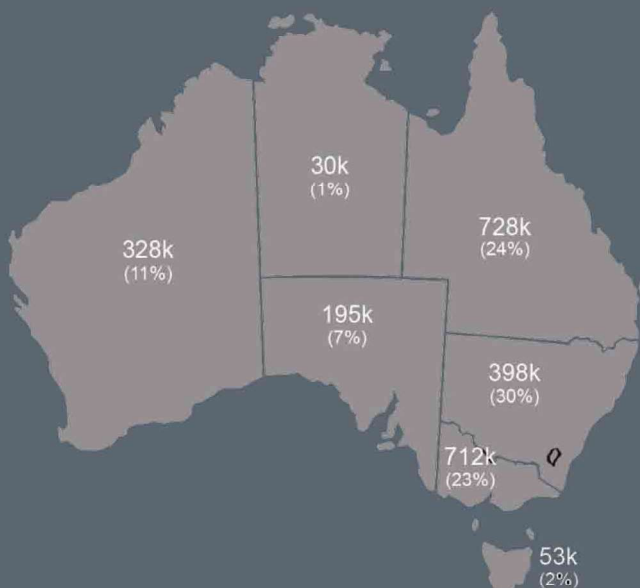 30k
(1%)
728k
(24%)
328k
(11%)
195k
(7%)
398k
(30%)
712k
(23%)
53k
(2%)